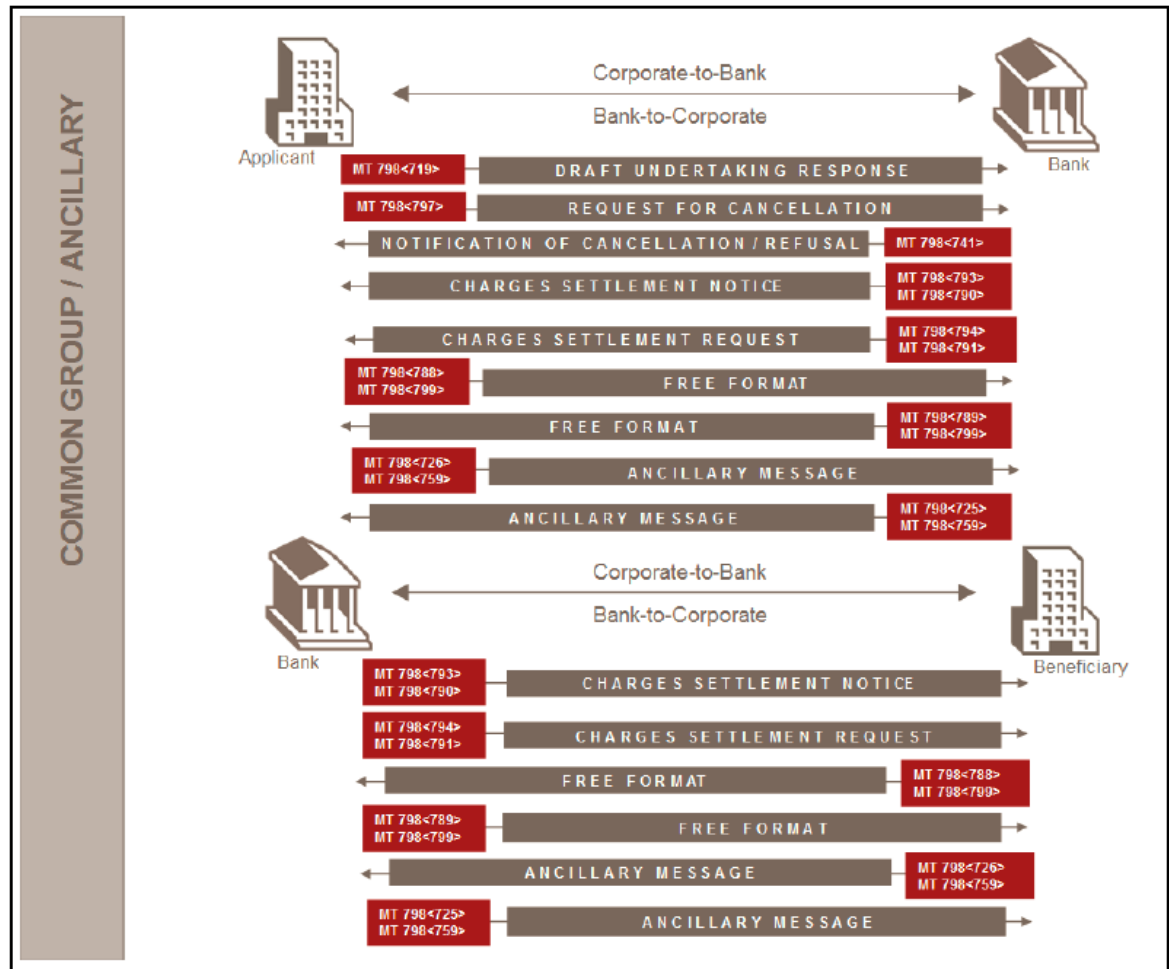 COMMON GROUP / ANCILLARY
Corporate-to-Bank
Bank-to-Corporate
Applicant
Bank
MT 798<719>
DRAFT UNDERTAKING RESPONSE
MT 798<797>
REQUEST FOR CANCELLATION
NOTIFICATION OF CANCELLATION / REFUSAL
MT 798<741>
CHARGES SETTLEMENT NOTICE
MT 798<793>
MT 798<790>
CHARGES SETTLEMENT REQUEST
MT 798<794>
MT 798<791>
MT 798<788>
MT 798<799>
FREE FORMAT
FREE FORMAT
MT 798<789>
MT 798<799>
MT 798<726>
MT 798<759>
ANCILLARY MESSAGE
ANCILLARY MESSAGE
MT 798<725>
MT 798<759>
Corporate-to-Bank
Bank-to-Corporate
Bank
Beneficiary
MT 798<793>
MT 798<790>
CHARGES SETTLEMENT NOTICE
MT 798<794>
MT 798<791>
CHARGES SETTLEMENT REQUEST
FREE FORMAT
MT 798<788>
MT 798<799>
MT 798<789>
MT 798<799>
FREE FORMAT
ANCILLARY MESSAGE
MT 798<726>
MT 798<759>
MT 798<725>
MT 798<759>
ANCILLARY MESSAGE